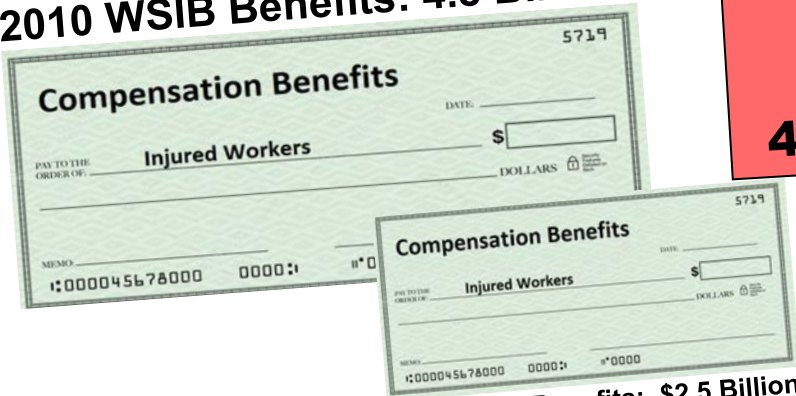 2010 WSIB Benefits:
5719
Compensation Benefits
DATE:
PAY TO THE
ORDER OF: Injured Workers $
DOLLARS
MEMO:
⑆000045678000 0000⑆ ⑈0
4
5719
Compensation Benefits
DATE:
PAY TO THE
ORDER OF: Injured Workers $
DOLLARS
MEMO:
⑆000045678000 0000⑆ ⑈0000
$2.5 Billion